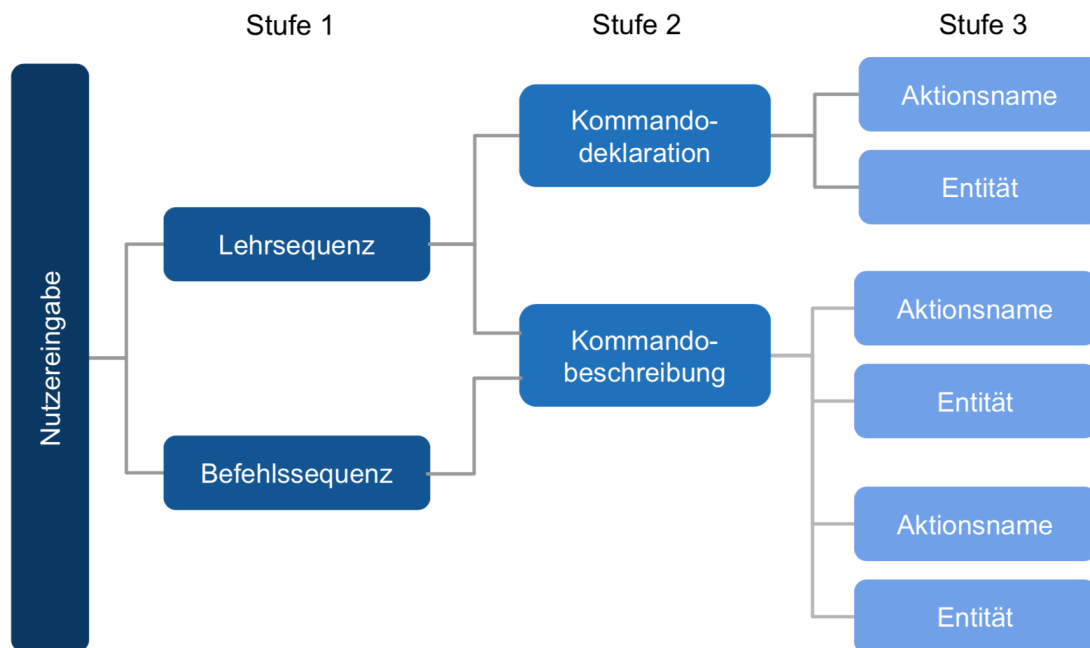 Stufe 1
Stufe 2
Stufe 3
Nutzereingabe
Lehrsequenz
Befehlssequenz
Kommando-
deklaration
Kommando-
beschreibung
Aktionsname
Entität
Aktionsname
Entität
Aktionsname
Entität